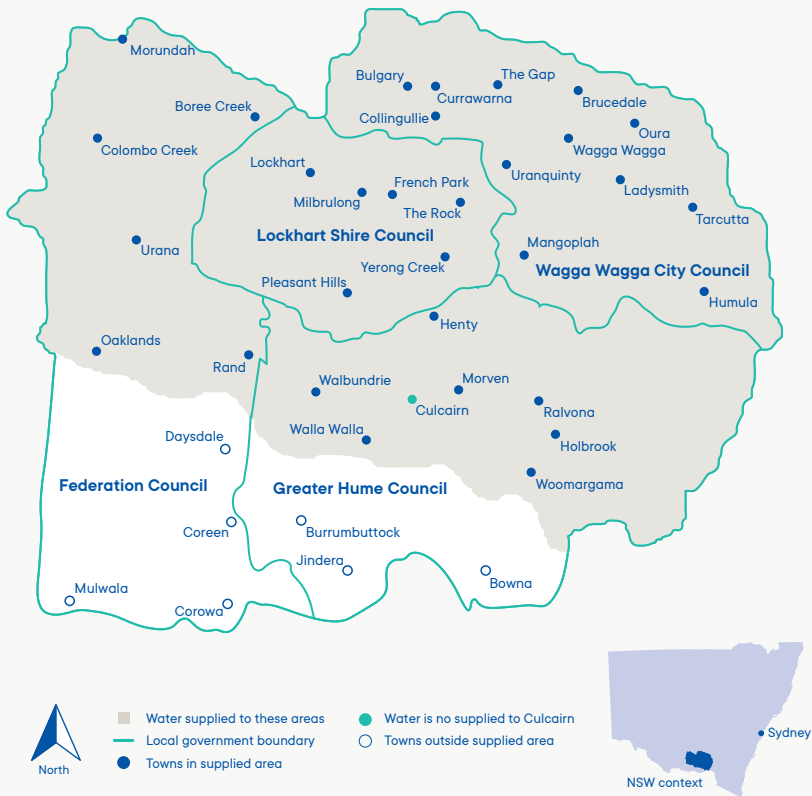 Morundah
Bulgary
The Gap
Currawarna
Brucedale
Boree Creek
Collingullie
Oura
Colombo Creek
Wagga Wagga
Lockhart
Uranquinty
French Park
Ladysmith
Milbrulong
The Rock
Tarcutta
Lockhart Shire Council
Urana
Mangoplah
Yerong Creek
Wagga Wagga City Council
Pleasant Hills
Humula
Henty
Oaklands
Rand
Walbundrie
Morven
Culcairn
Ralvona
Walla Walla
Daysdale
Holbrook
Federation Council
Greater Hume Council
Woomargama
Coreen
Burrumbuttock
Jindera
Bowna
Mulwala
Corowa
North
Water supplied to these areas
Local government boundary
Towns in supplied area
Water is no supplied to Culcairn
Towns outside supplied area
Sydney
NSW context